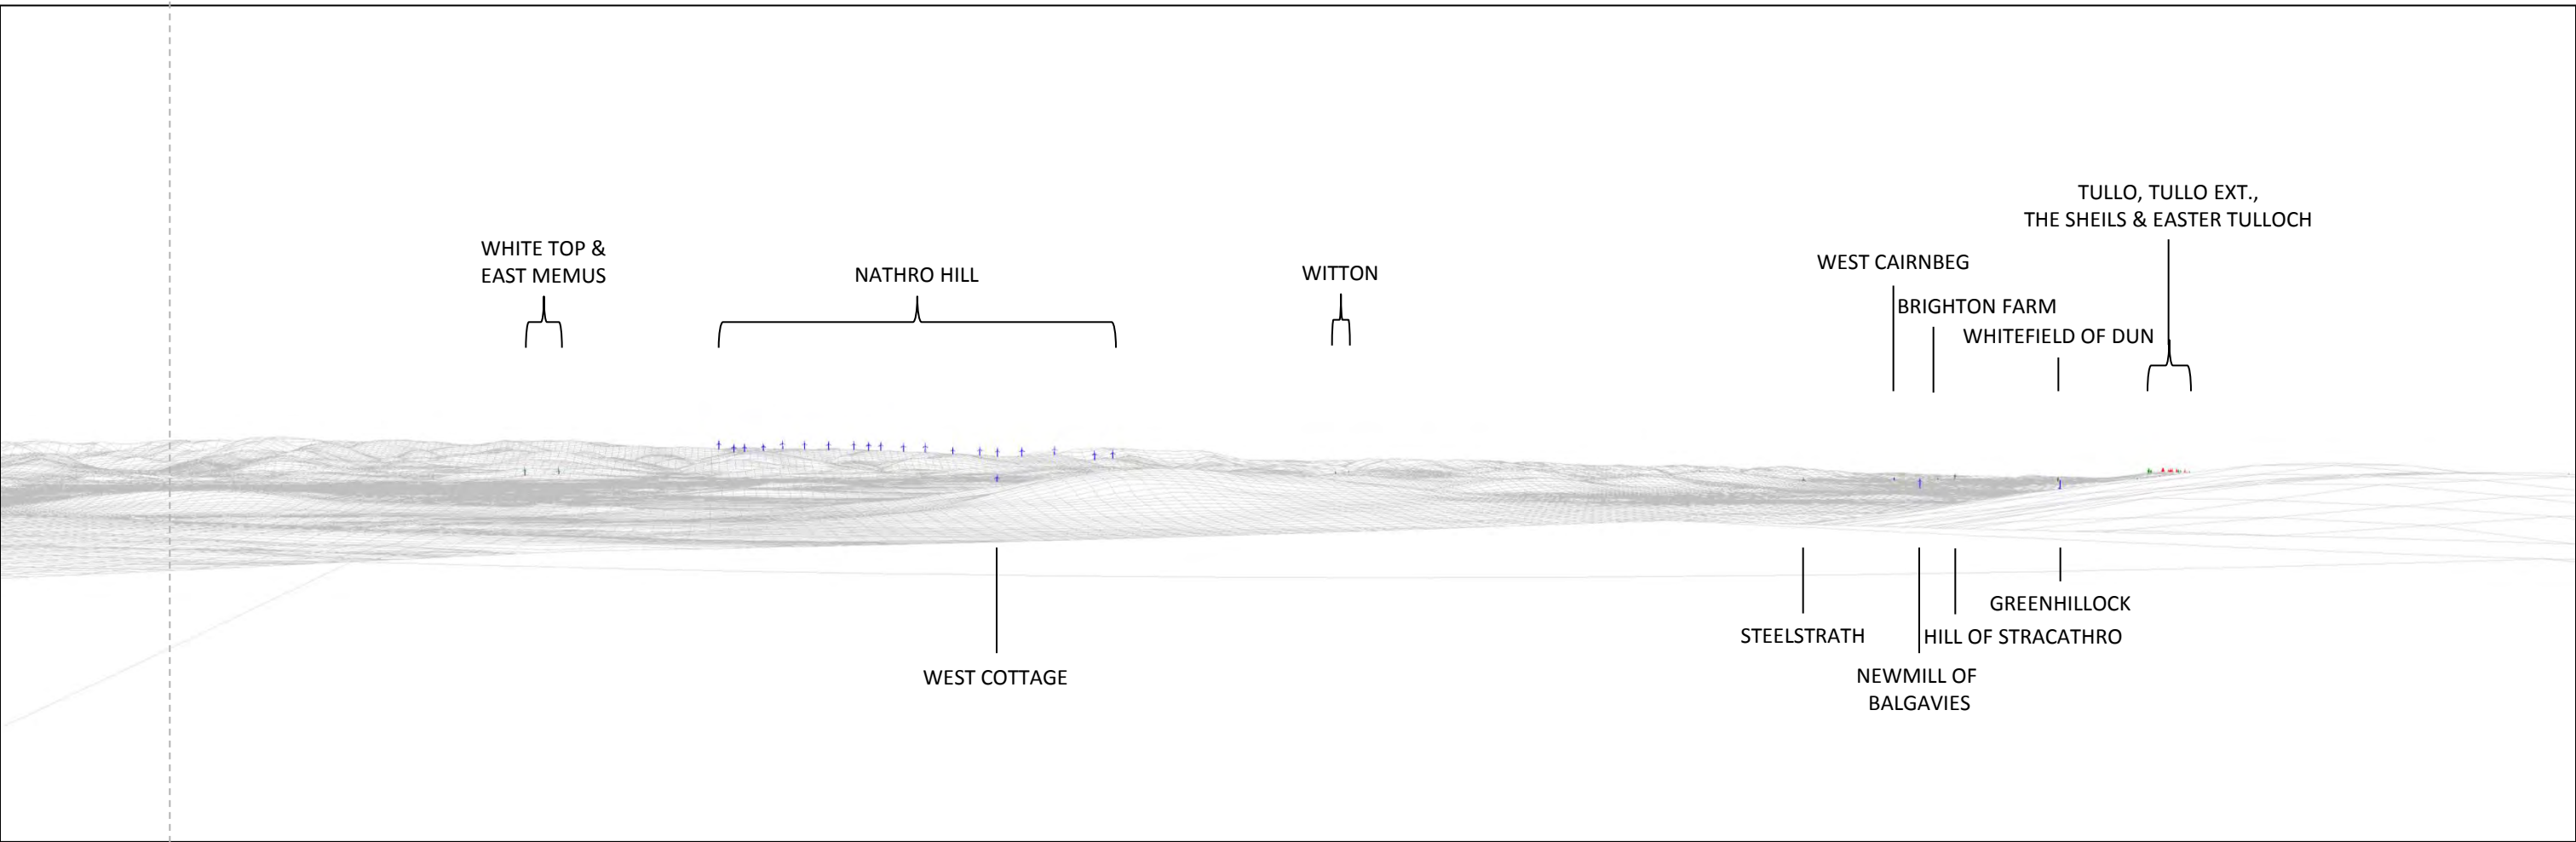 TULLO, TULLO EXT.,
THE SHEILS & EASTER TULLOCH
WHITE TOP &
EAST MEMUS
NATHRO HILL
WITTON
WEST CAIRNBEG
BRIGHTON FARM
WHITEFIELD OF DUN
GREENHILLOCK
STEELSTRATH
HILL OF STRACATHRO
WEST COTTAGE
NEWMILL OF
BALGAVIES